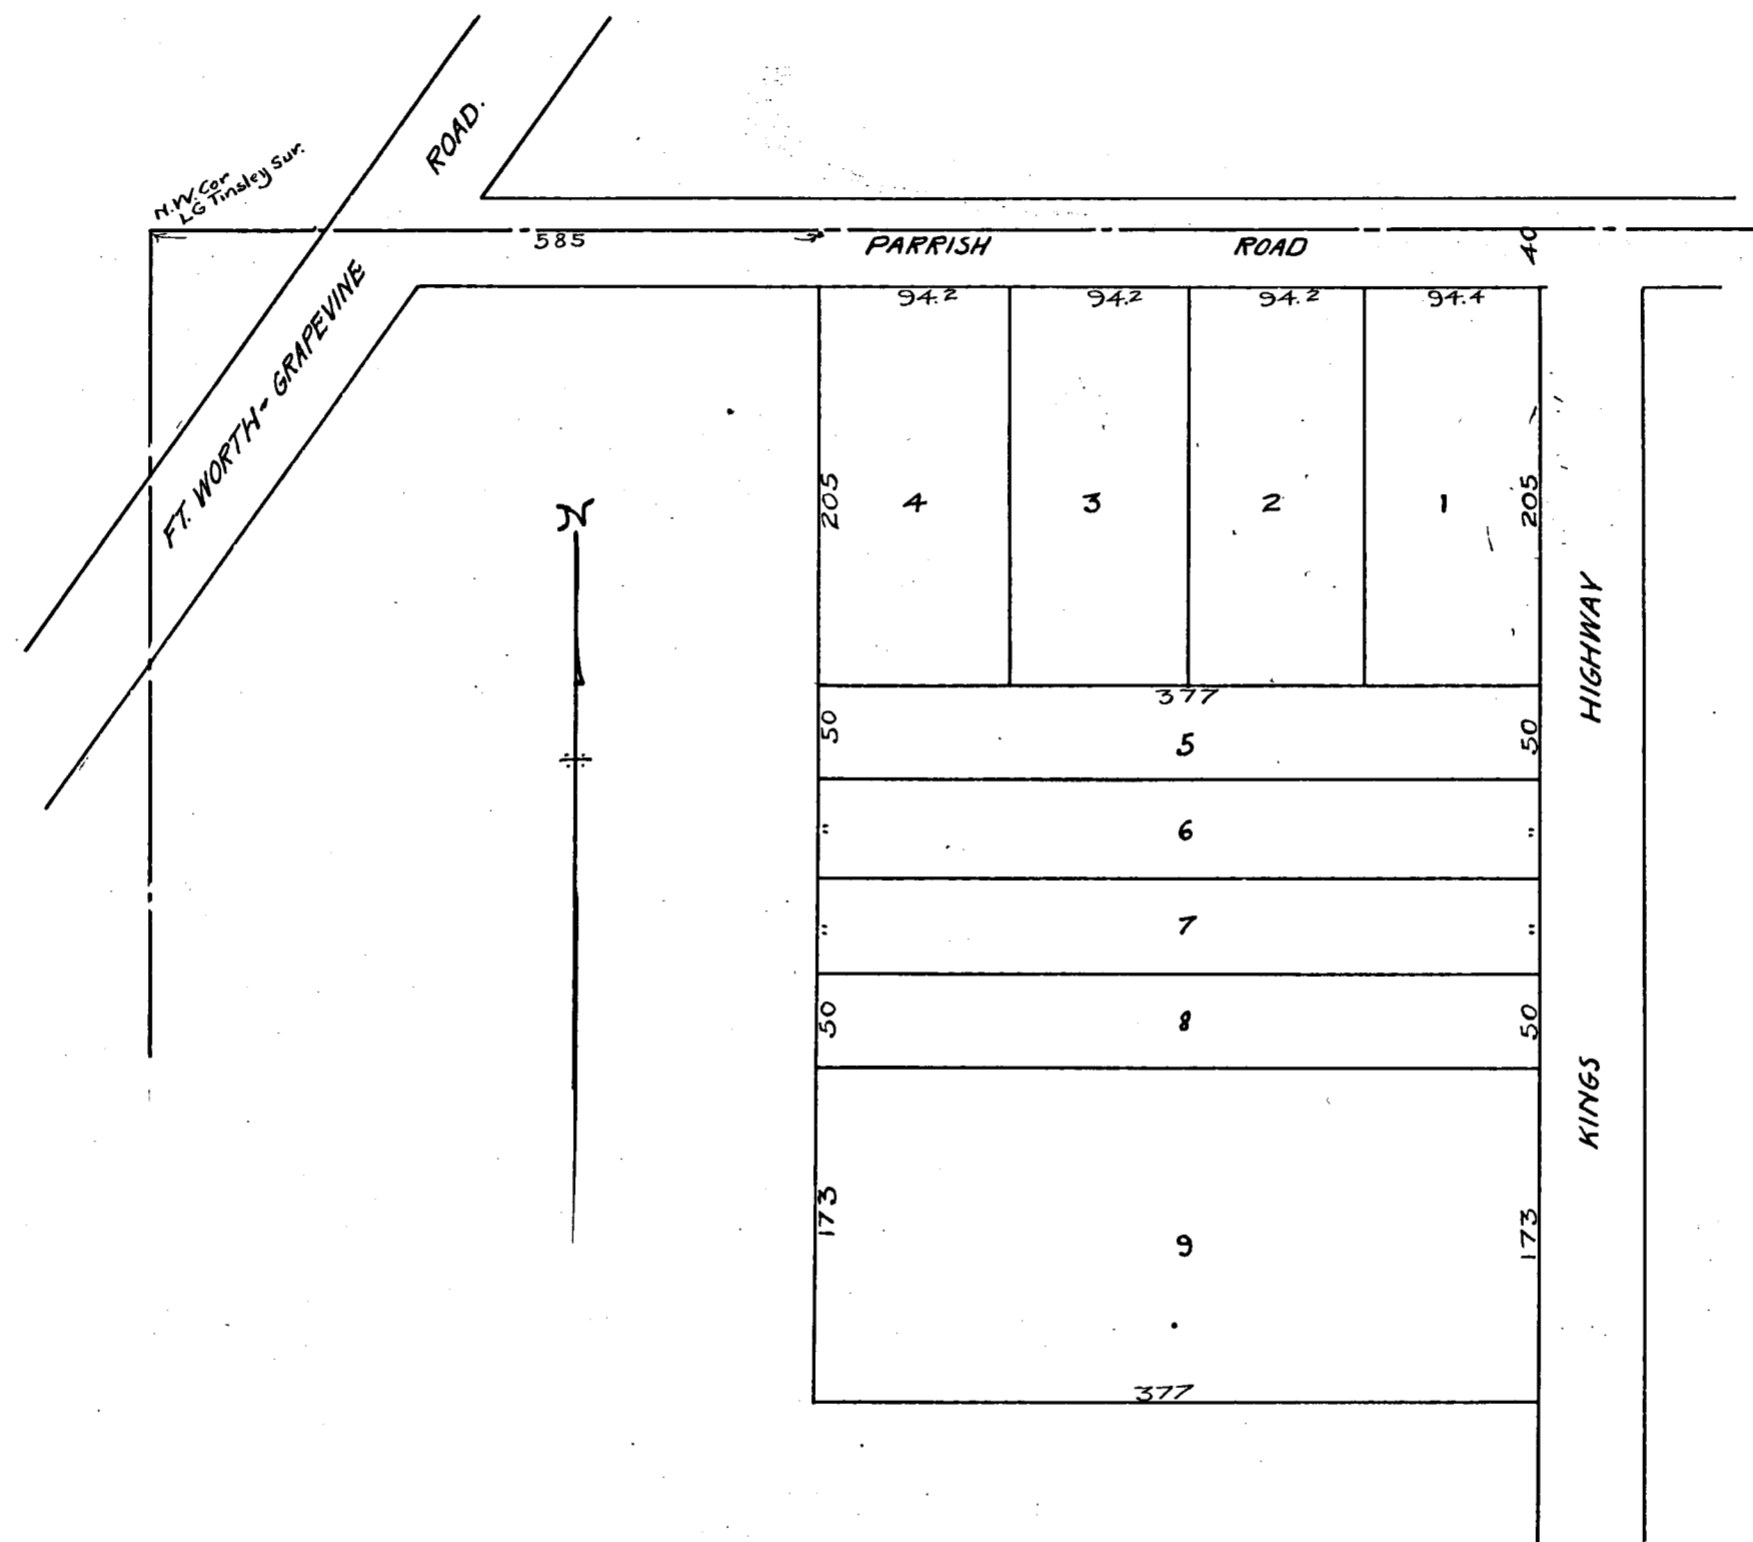 ROAD.
N.W. Cor
LG Tinsley Sur.
585
PARRISH ROAD
40
FT. WORTH - GRAPEVINE
94.2 94.2 94.2 94.4
N
205 4 3 2 1 205
HIGHWAY
377
50 5 50
" 6 "
" 7 "
50 8 50
KINGS
173 9 173
377